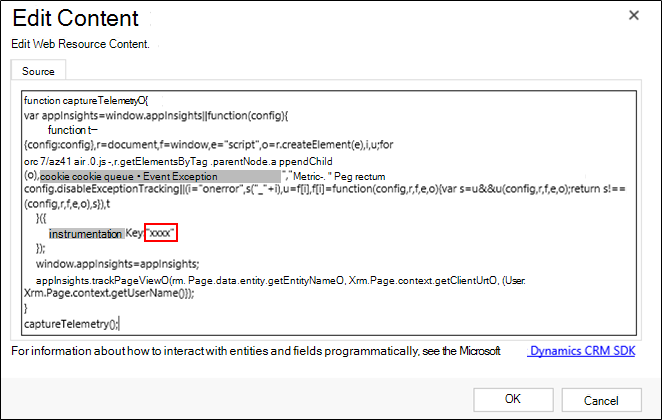 Edit Content
Edit Web Resource Content.
Source
function captureTelemetryO{
var appInsights=window.appInsights||function(config){
function t–
{config:config},r=document,f=window,e="script",o=r.createElement(e),i,u;for
orc 7/az41 air .0.js -,r.getElementsByTag .parentNode.a ppendChild
(o),cookie cookie queue • Event Exception ","Metric-. " Peg rectum
config.disableExceptionTracking||(i="onerror",s("_"+i),u=f[i],f[i]=function(config,r,f,e,o){var s=u&&u(config,r,f,e,o);return s!==
(config,r,f,e,o),s}),t
}({
instrumentation Key:"xxxx"
});
window.appInsights=appInsights;
appInsights.trackPageViewO(rm. Page.data.entity.getEntityNameO, Xrm.Page.context.getClientUrtO, (User.
Xrm.Page.context.getUserName()});
}
captureTelemetry();
For information about how to interact with entities and fields programmatically, see the Microsoft Dynamics CRM SDK
OK
Cancel